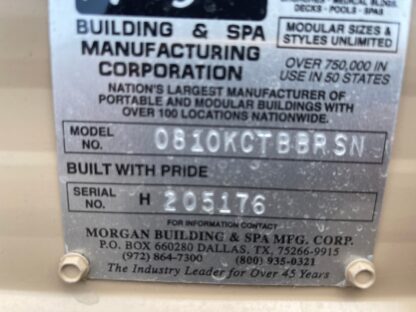 DECKS - POOLS - SPAS
BUILDING & SPA
MANUFACTURING
CORPORATION
MODULAR SIZES &
STYLES UNLIMITED
OVER 750,000 IN
USE IN 50 STATES
NATION'S LARGEST MANUFACTURER OF
PORTABLE AND MODULAR BUILDINGS WITH
OVER 100 LOCATIONS NATIONWIDE.
MODEL
NO.
0810KCTBBRSN
BUILT WITH PRIDE
SERIAL
NO.
H 205176
FOR INFORMATION CONTACT
MORGAN BUILDING & SPA MFG. CORP.
P.O. BOX 660280 DALLAS, TX, 75266-9915
(972) 864-7300 (800) 935-0321
The Industry Leader for Over 45 Years